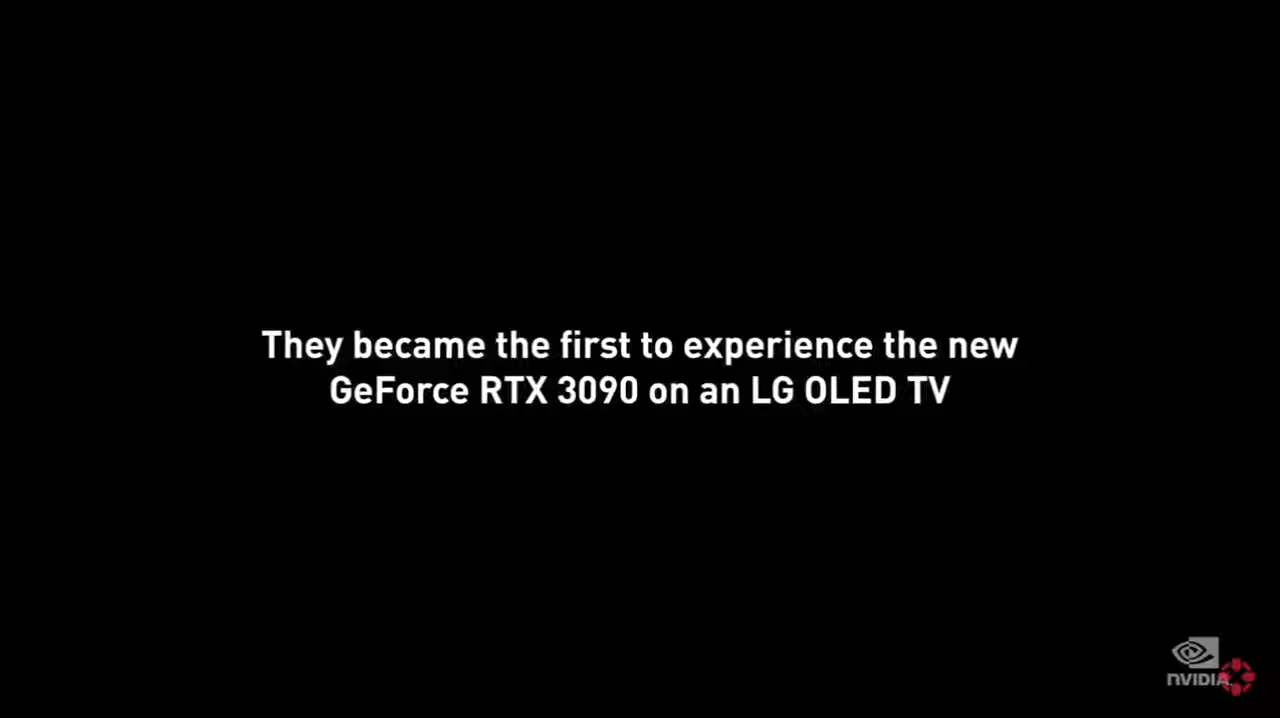 They became the first to experience the new
GeForce RTX 3090 on an LG OLED TV
NVIDIA.